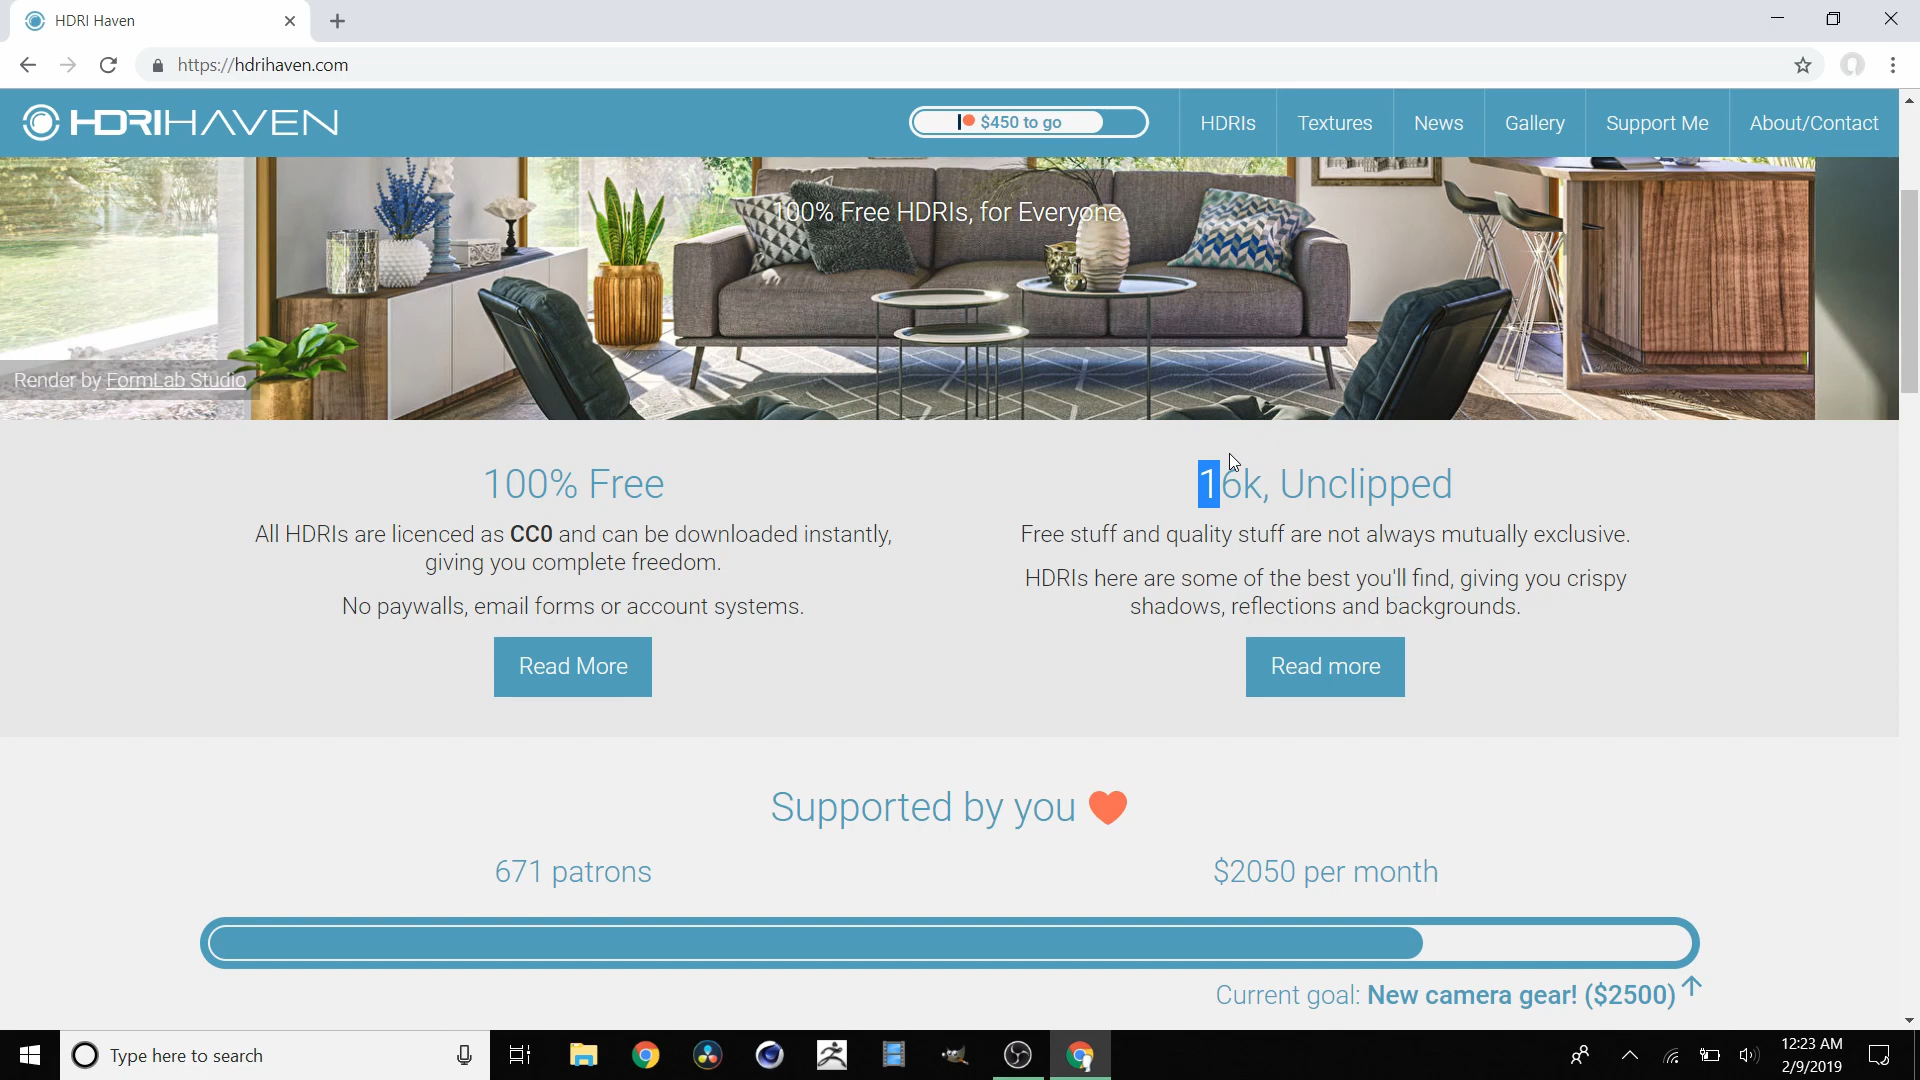 HDRI Haven
https://hdrihaven.com
HDRIHAVEN
$450 to go
HDRIs
Textures
News
Gallery
Support Me
About/Contact
100% Free HDRIs, for Everyone.
Render by FormLab Studio
100% Free
All HDRIs are licenced as CC0 and can be downloaded instantly,
giving you complete freedom.
No paywalls, email forms or account systems.
Read More
16k, Unclipped
Free stuff and quality stuff are not always mutually exclusive.
HDRIs here are some of the best you'll find, giving you crispy
shadows, reflections and backgrounds.
Read more
Supported by you
671 patrons
$2050 per month
Current goal: New camera gear! ($2500)
Type here to search
12:23 AM
2/9/2019